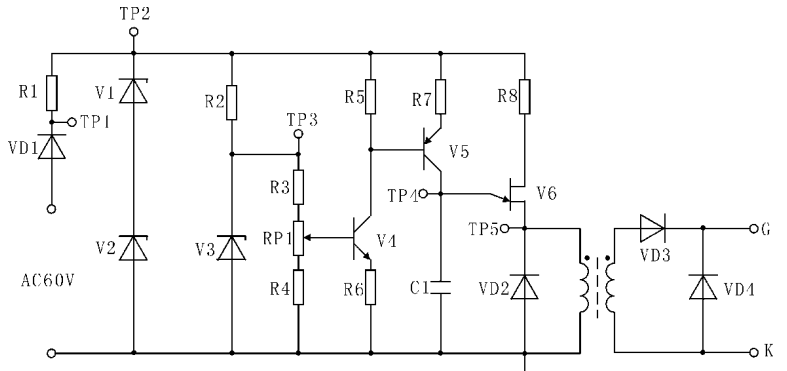 TP2
R1
V1
R2
R5
R7
R8
TP1
TP3
VD1
V5
R3
TP4
V6
V2
V3
RP1
V4
TP5
G
VD3
AC60V
R4
R6
C1
VD2
VD4
K